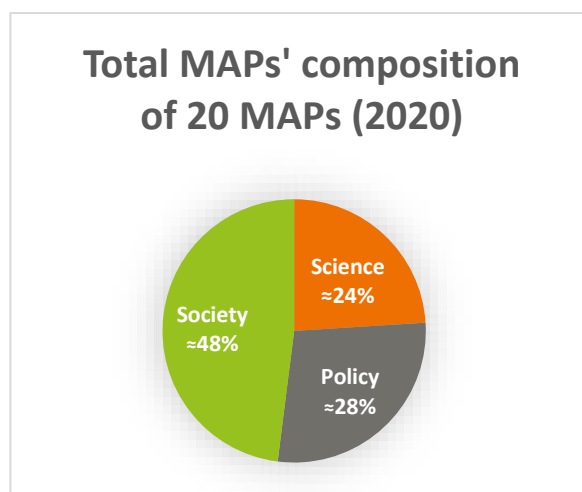 Total MAPs' composition
of 20 MAPs (2020)
Science
≈24%
Society
≈48%
Policy
≈28%